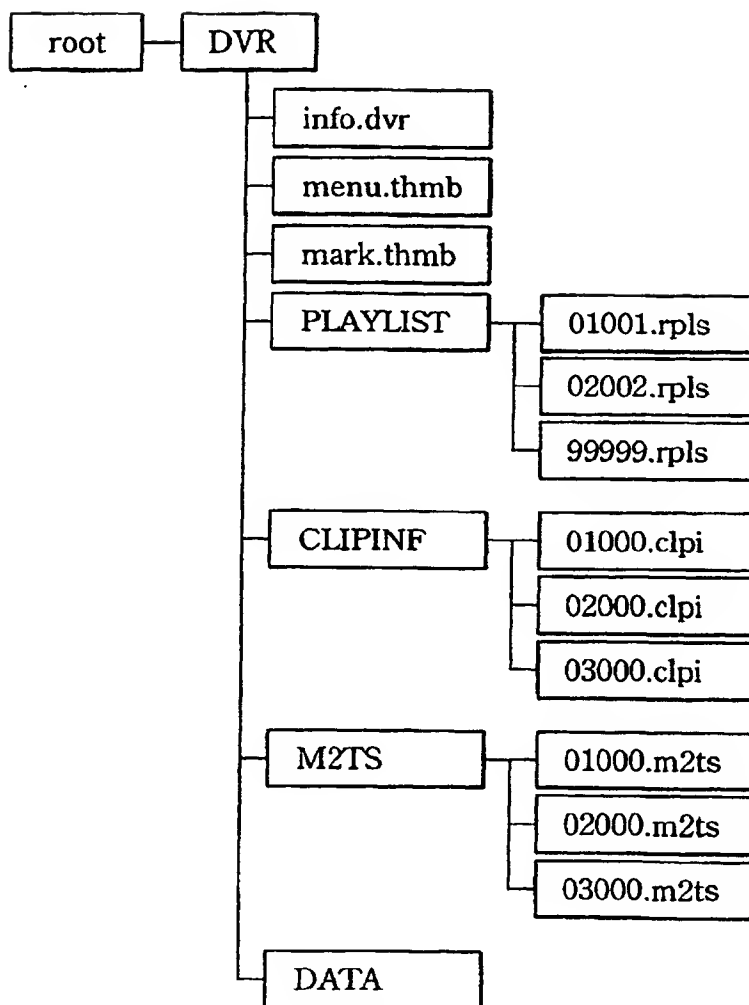 root
DVR
info.dvr
menu.thmb
mark.thmb
PLAYLIST
01001.rpls
02002.rpls
99999.rpls
CLIPINF
01000.clpi
02000.clpi
03000.clpi
M2TS
01000.m2ts
02000.m2ts
03000.m2ts
DATA